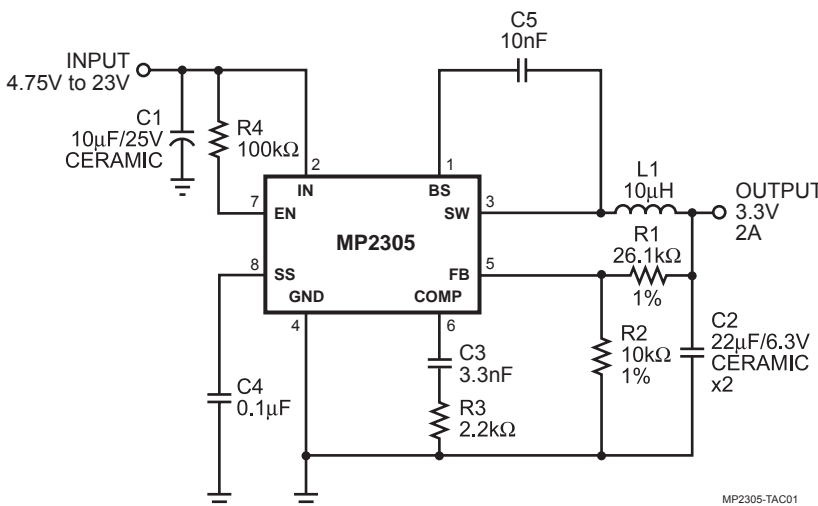 C5
10nF
INPUT
4.75V to 23V
C1
10μF/25V
CERAMIC
R4
100kΩ
2
1
IN
BS
L1
10μH
OUTPUT
3.3V
2A
7
EN
SW
3
MP2305
R1
26.1kΩ
1%
8
SS
FB
5
GND
COMP
4
6
C2
22μF/6.3V
CERAMIC
x2
R2
10kΩ
1%
C3
3.3nF
C4
0.1μF
R3
2.2kΩ
MP2305-TAC01